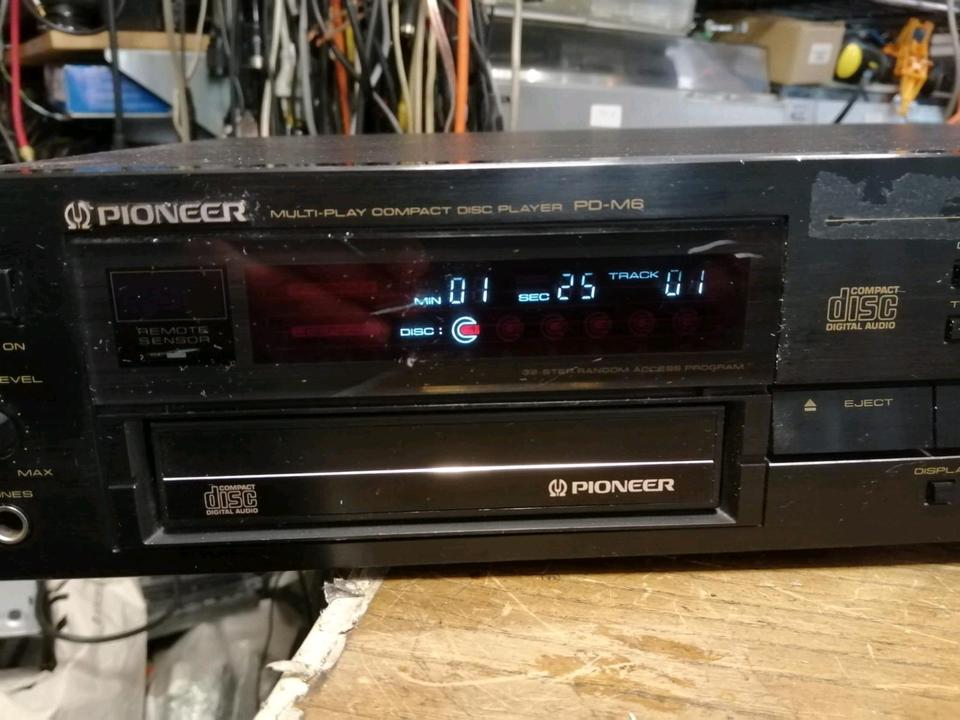 PIONEER MULTI-PLAY COMPACT DISC PLAYER PD-M6
REMOTE
SENSOR
MIN 01 SEC 25 TRACK 01
DISC :
32-STEP RANDOM ACCESS PROGRAM
COMPACT
disc
DIGITAL AUDIO
ON
EVEL
MAX
ONES
EJECT
DISPLA
COMPACT
disc
DIGITAL AUDIO
PIONEER